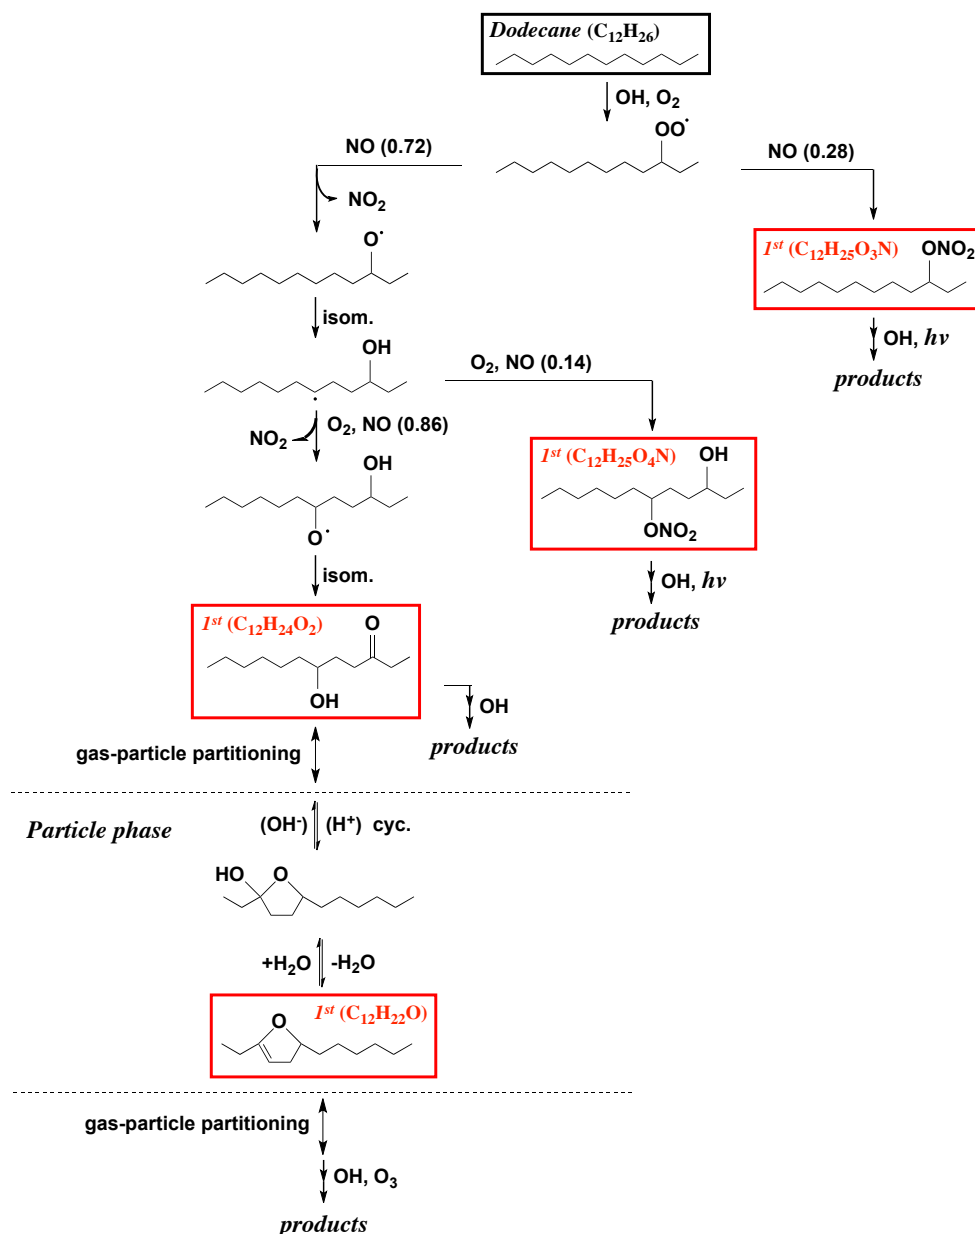 Dodecane (C12H26)
OH, O2
OO·
NO (0.72)
NO (0.28)
NO2
O·
1st (C12H25O3N)
ONO2
isom.
OH, hv
products
OH
O2, NO (0.14)
NO2
O2, NO (0.86)
OH
O·
1st (C12H25O4N)
OH
ONO2
isom.
OH, hv
products
1st (C12H24O2)
O
OH
OH
products
gas-particle partitioning
Particle phase
(OH-) (H+) cyc.
HO
O
+H2O -H2O
1st (C12H22O)
O
gas-particle partitioning
OH, O3
products